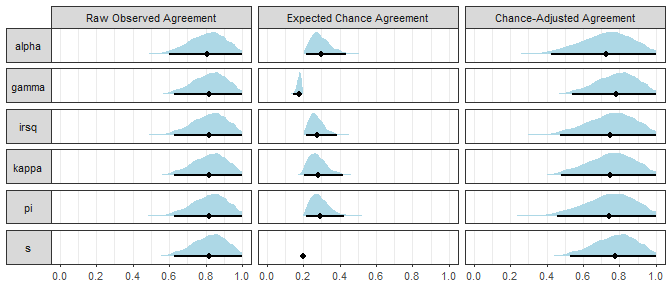 Raw Observed Agreement Expected Chance Agreement Chance-Adjusted Agreement
alpha
gamma
irsq
kappa
pi
s
0.0 0.2 0.4 0.6 0.8 1.0 0.0 0.2 0.4 0.6 0.8 1.0 0.0 0.2 0.4 0.6 0.8 1.0